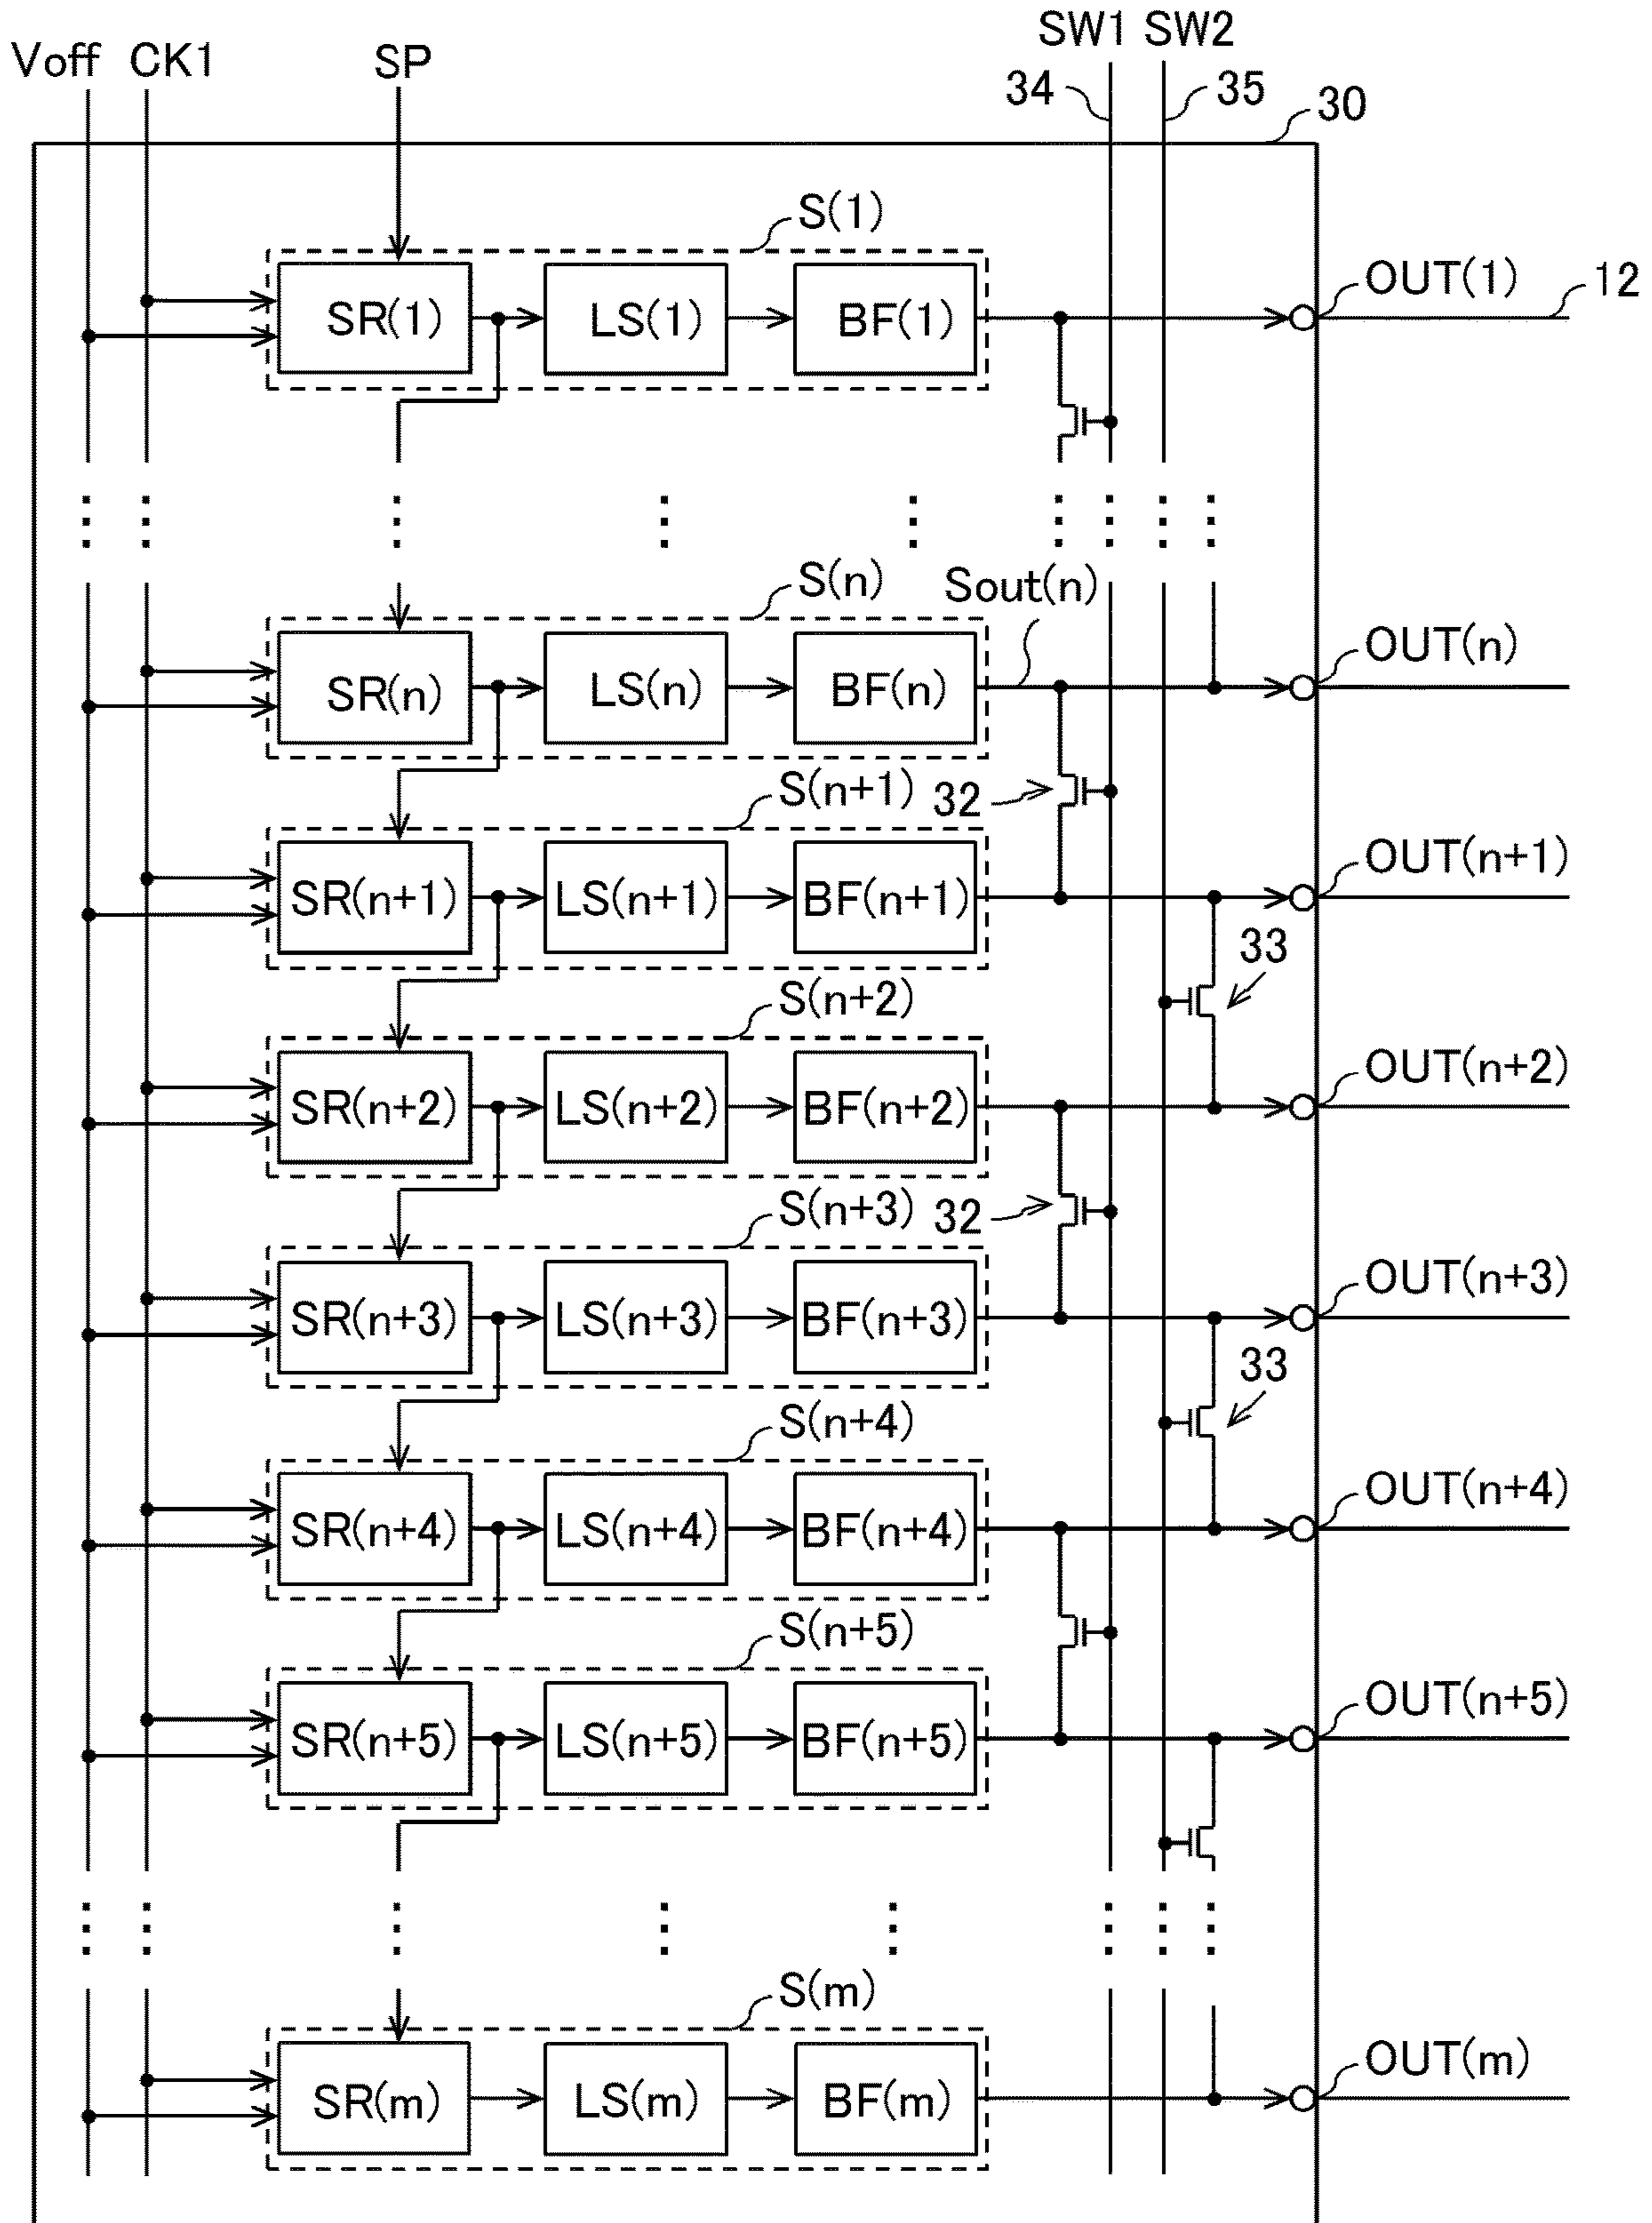 SW1 SW2
Voff CK1 SP
34 35 30
S(1)
SR(1) LS(1) BF(1) OUT(1) 12
S(n) Sout(n)
SR(n) LS(n) BF(n) OUT(n)
S(n+1) 32
SR(n+1) LS(n+1) BF(n+1) OUT(n+1)
33
S(n+2)
SR(n+2) LS(n+2) BF(n+2) OUT(n+2)
S(n+3) 32
SR(n+3) LS(n+3) BF(n+3) OUT(n+3)
33
S(n+4)
SR(n+4) LS(n+4) BF(n+4) OUT(n+4)
S(n+5)
SR(n+5) LS(n+5) BF(n+5) OUT(n+5)
S(m)
SR(m) LS(m) BF(m) OUT(m)